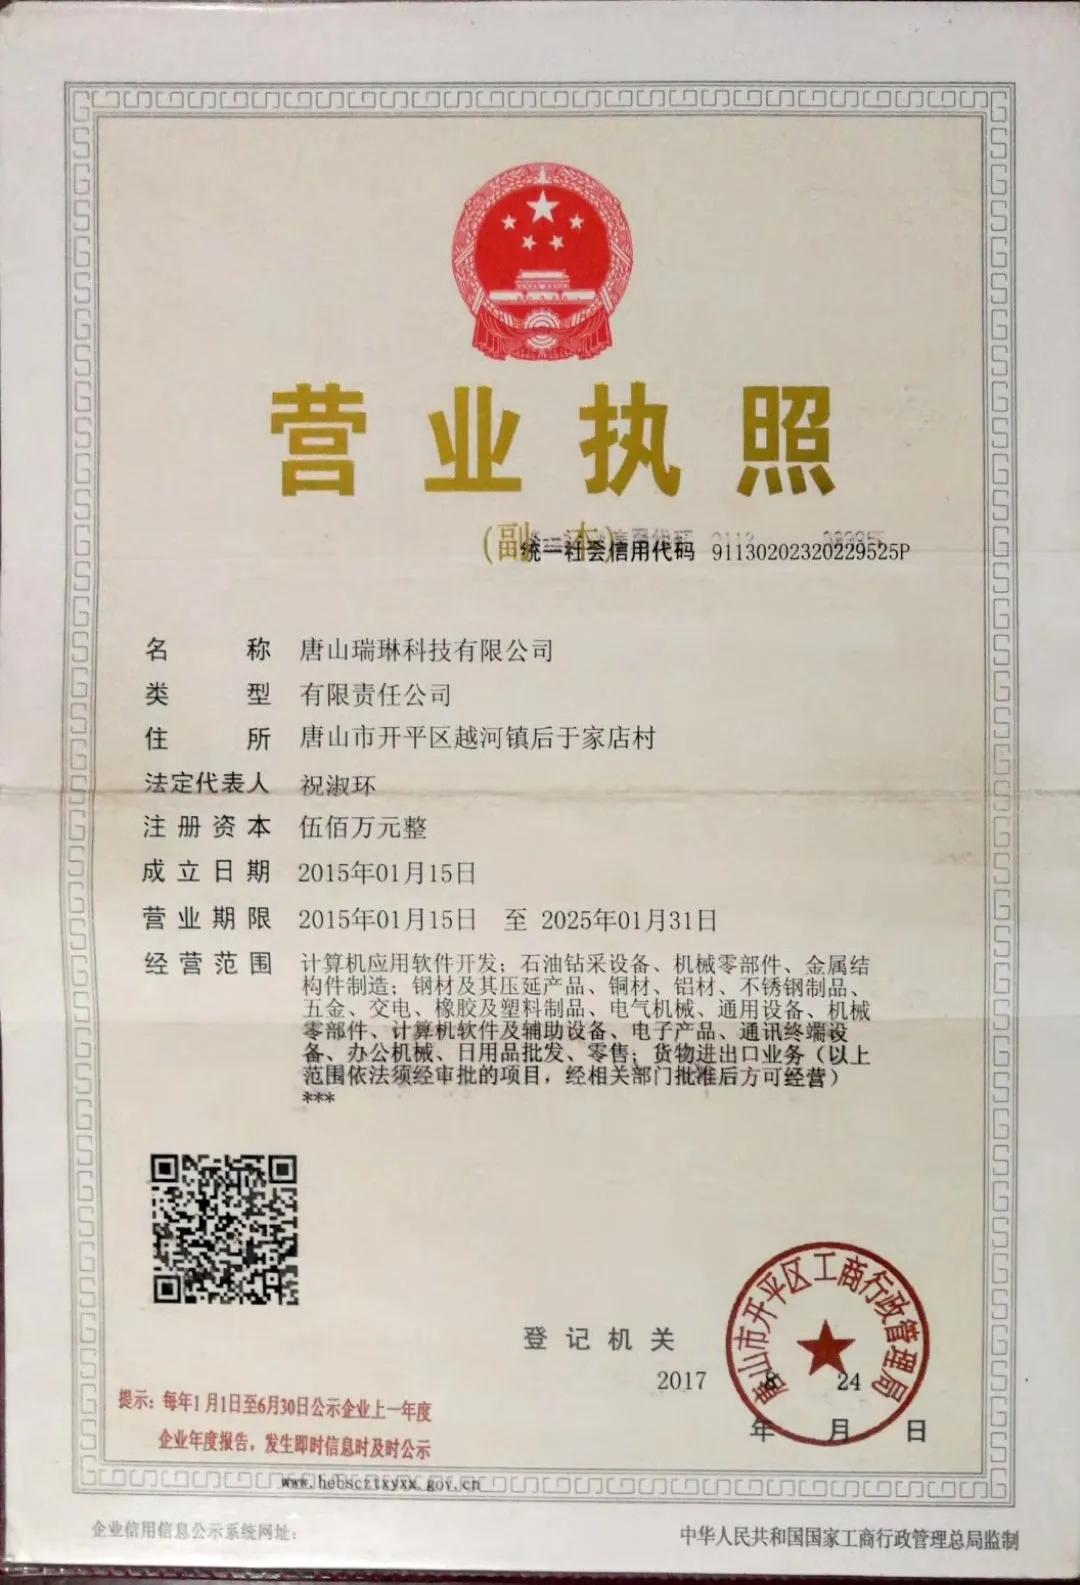 营业执照
(副 本)
统一社会信用代码 91130202320229525P
名称 唐山瑞琳科技有限公司
类型 有限责任公司
住所 唐山市开平区越河镇后于家店村
法定代表人 祝淑环
注册资本 伍佰万元整
成立日期 2015年01月15日
营业期限 2015年01月15日 至 2025年01月31日
经营范围 计算机应用软件开发；石油钻采设备、机械零部件、金属结
构件制造；钢材及其压延产品、铜材、铝材、不锈钢制品、
五金、交电、橡胶及塑料制品、电气机械、通用设备、机械
零部件、计算机软件及辅助设备、电子产品、通讯终端设
备、办公机械、日用品批发、零售；货物进出口业务（以上
范围依法须经审批的项目，经相关部门批准后方可经营）
***
登记机关
唐山市开平区工商行政管理局
2017 8 24
年 月 日
提示：每年1月1日至6月30日公示企业上一年度
企业年度报告，发生即时信息时及时公示
www.hebscztxyxx.gov.cn
企业信用信息公示系统网址：
中华人民共和国国家工商行政管理总局监制